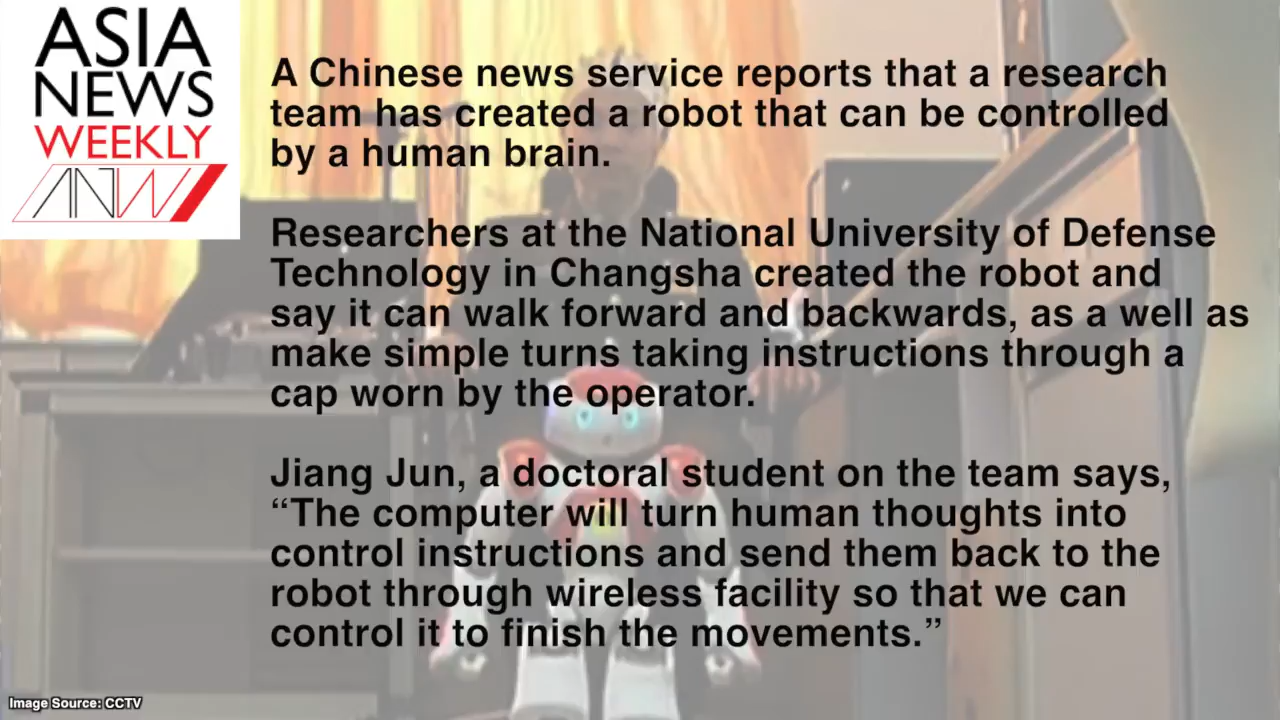 ASIA
NEWS
WEEKLY
ANW
A Chinese news service reports that a research
team has created a robot that can be controlled
by a human brain.
Researchers at the National University of Defense
Technology in Changsha created the robot and
say it can walk forward and backwards, as a well as
make simple turns taking instructions through a
cap worn by the operator.
Jiang Jun, a doctoral student on the team says,
“The computer will turn human thoughts into
control instructions and send them back to the
robot through wireless facility so that we can
control it to finish the movements.”
Image Source: CCTV